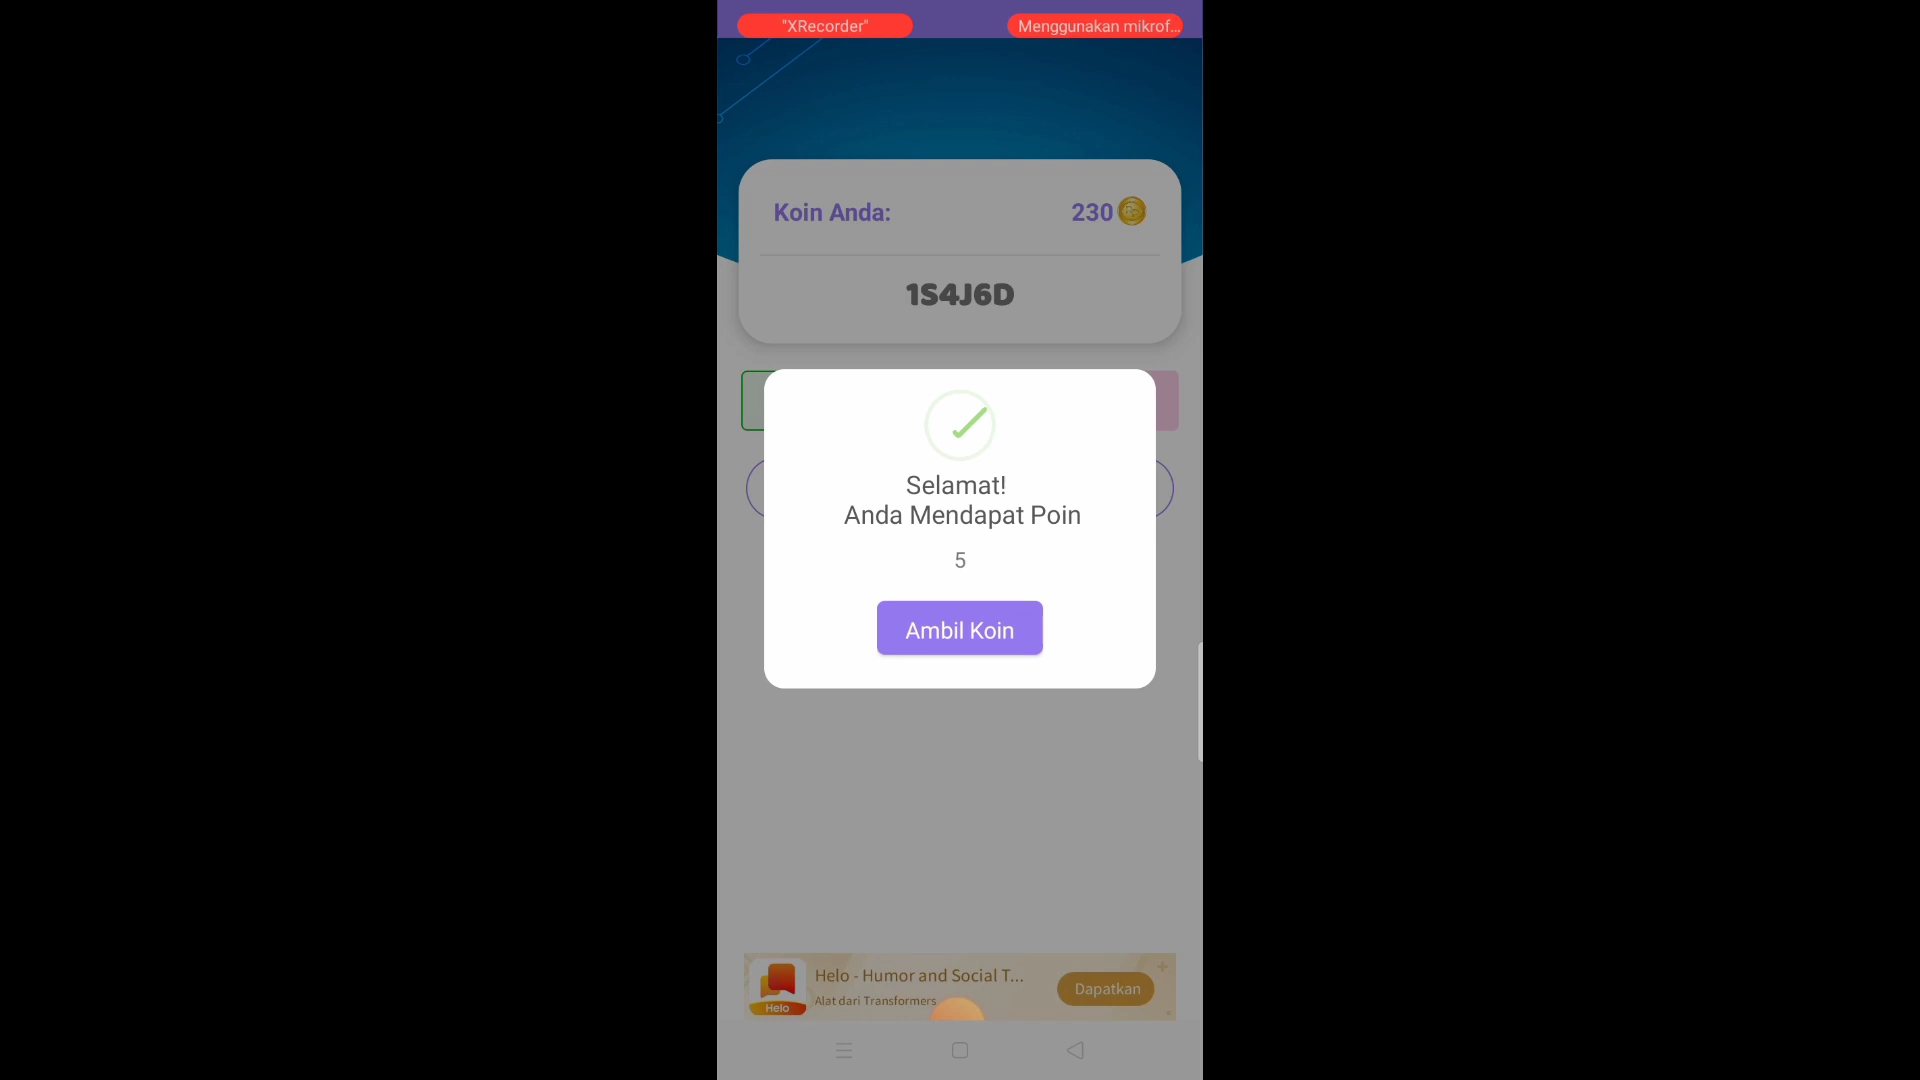 "XRecorder"
Menggunakan mikrof...
Koin Anda:
230
1S4J6D
Selamat!
Anda Mendapat Poin
5
Ambil Koin
Helo - Humor and Social T...
Alat dari Transformers
Helo
Dapatkan